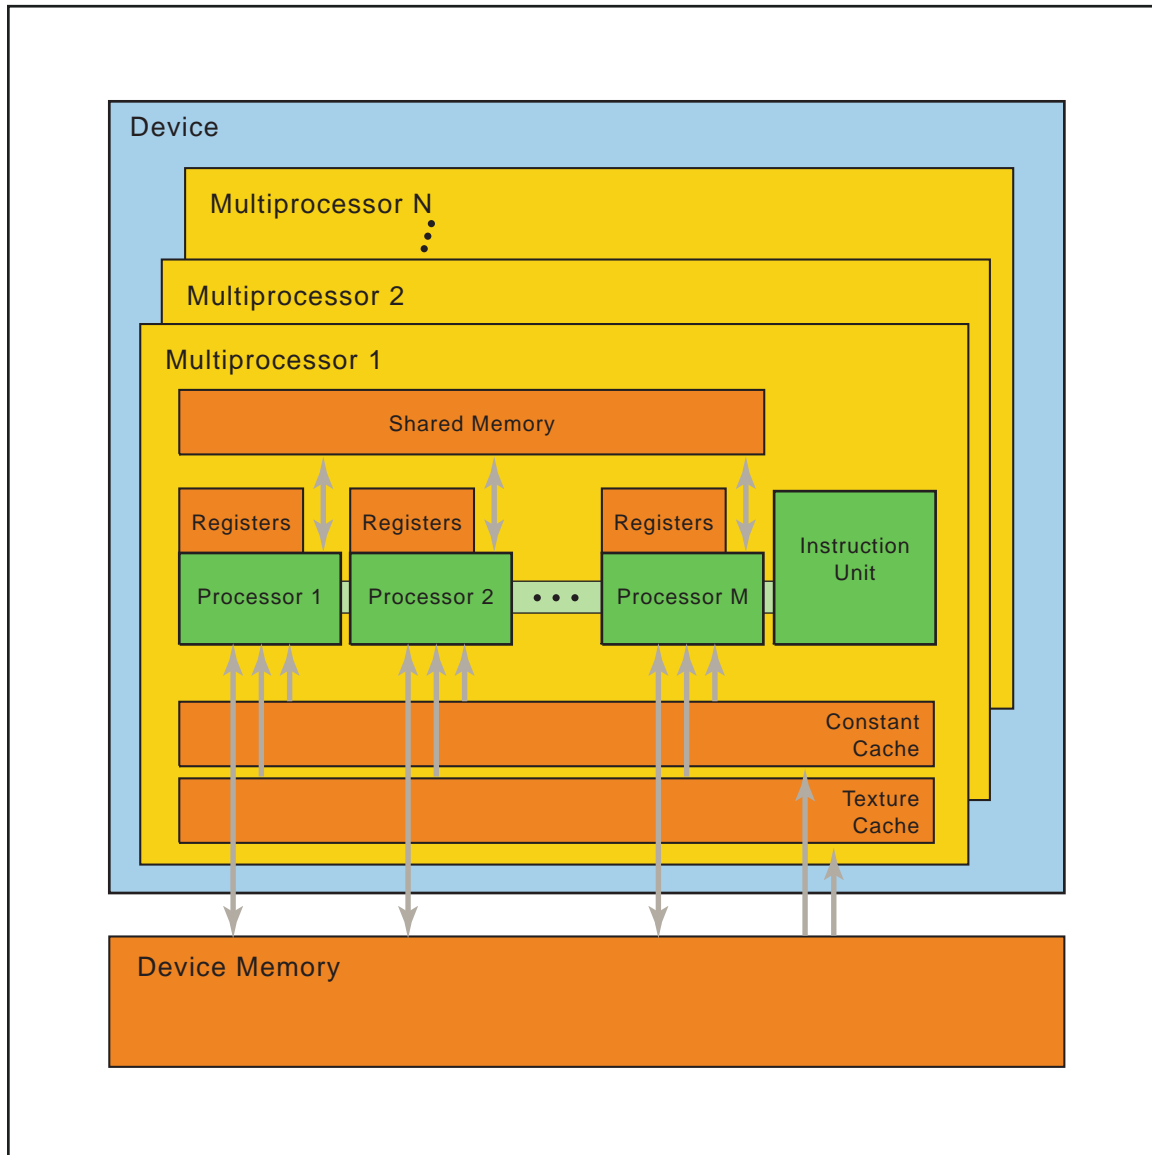 Device
Multiprocessor N
Multiprocessor 2
Multiprocessor 1
Shared Memory
Registers
Registers
Registers
Instruction
Unit
Processor 1
Processor 2
Processor M
Constant
Cache
Texture
Cache
Device Memory